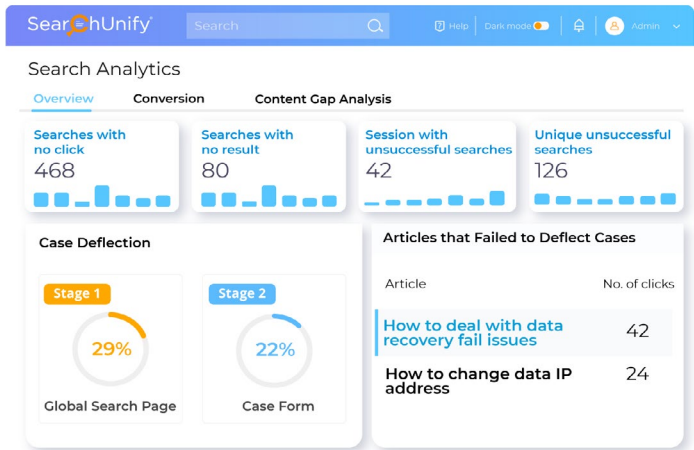 SearchUnify
Search
Help
Dark mode
Admin
Search Analytics
Overview
Conversion
Content Gap Analysis
Searches with
no click
468
Searches with
no result
80
Session with
unsuccessful searches
42
Unique unsuccessful
searches
126
Case Deflection
Stage 1
29%
Global Search Page
Stage 2
22%
Case Form
Articles that Failed to Deflect Cases
Article
No. of clicks
How to deal with data
recovery fail issues
42
How to change data IP
address
24